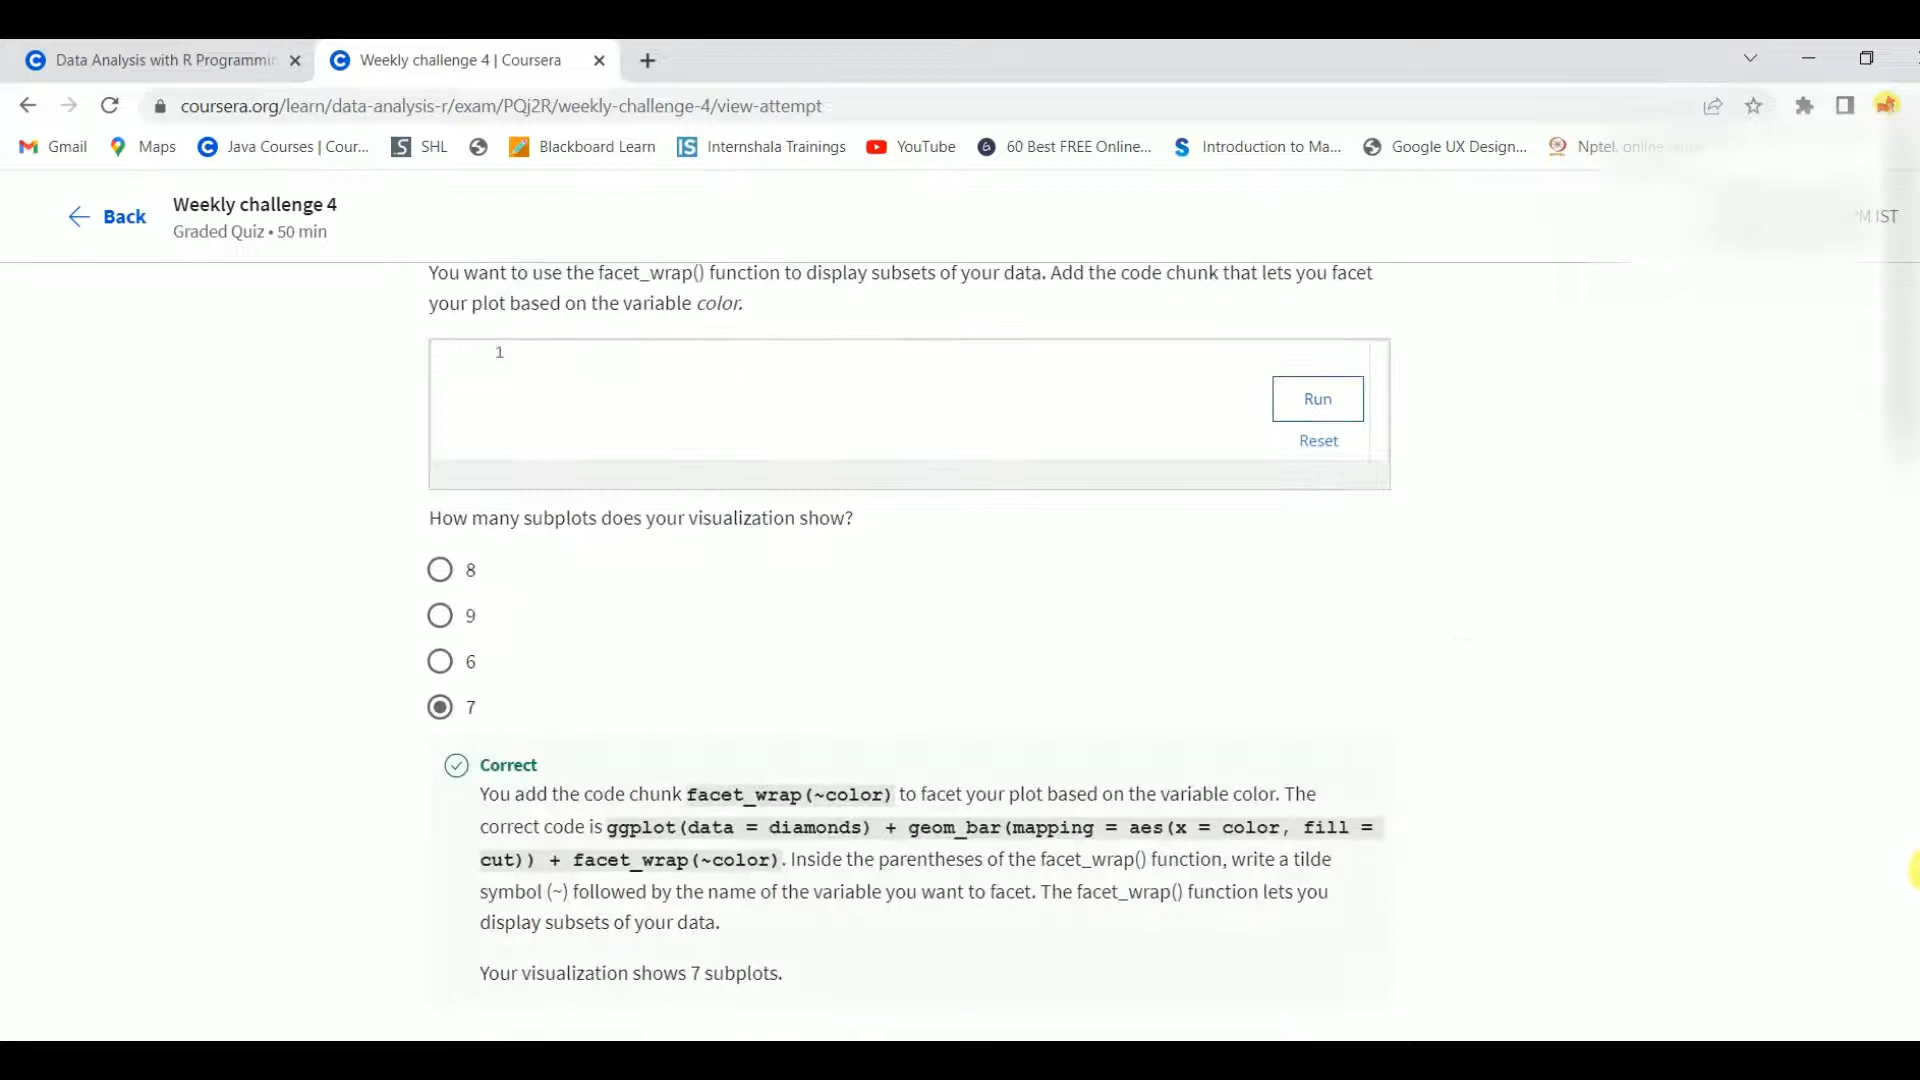 Data Analysis with R Programmin
Weekly challenge 4 | Coursera
coursera.org/learn/data-analysis-r/exam/PQj2R/weekly-challenge-4/view-attempt
Gmail Maps Java Courses | Cour... SHL Blackboard Learn Internshala Trainings YouTube 60 Best FREE Online... Introduction to Ma... Google UX Design... Nptel, online
Back
Weekly challenge 4
Graded Quiz • 50 min
PM IST
You want to use the facet_wrap() function to display subsets of your data. Add the code chunk that lets you facet
your plot based on the variable color.
1
Run
Reset
How many subplots does your visualization show?
8
9
6
7
Correct
You add the code chunk facet_wrap(~color) to facet your plot based on the variable color. The
correct code is ggplot(data = diamonds) + geom_bar(mapping = aes(x = color, fill =
cut)) + facet_wrap(~color). Inside the parentheses of the facet_wrap() function, write a tilde
symbol (~) followed by the name of the variable you want to facet. The facet_wrap() function lets you
display subsets of your data.
Your visualization shows 7 subplots.